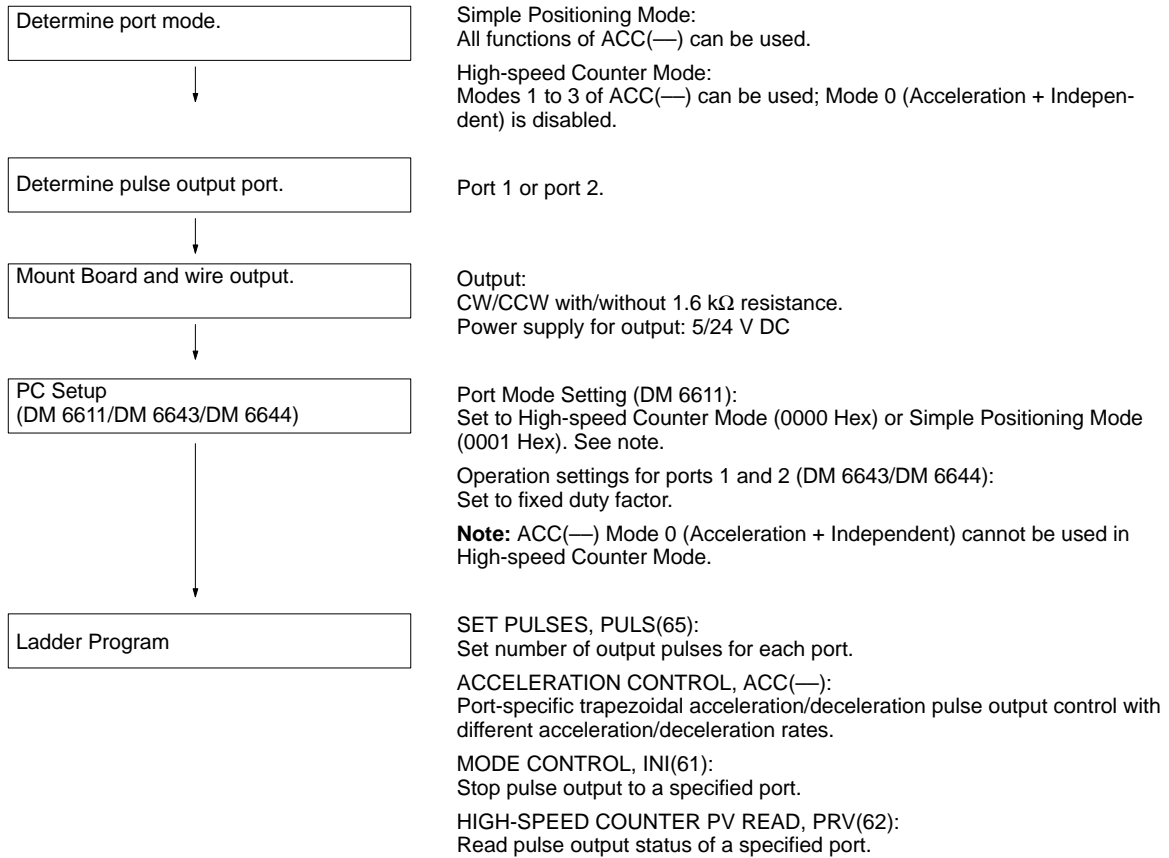 Determine port mode.
Simple Positioning Mode:
All functions of ACC(––) can be used.
High-speed Counter Mode:
Modes 1 to 3 of ACC(––) can be used; Mode 0 (Acceleration + Indepen-
dent) is disabled.
Determine pulse output port.
Port 1 or port 2.
Mount Board and wire output.
Output:
CW/CCW with/without 1.6 kΩ resistance.
Power supply for output: 5/24 V DC
PC Setup
(DM 6611/DM 6643/DM 6644)
Port Mode Setting (DM 6611):
Set to High-speed Counter Mode (0000 Hex) or Simple Positioning Mode
(0001 Hex). See note.
Operation settings for ports 1 and 2 (DM 6643/DM 6644):
Set to fixed duty factor.
Note: ACC(––) Mode 0 (Acceleration + Independent) cannot be used in
High-speed Counter Mode.
Ladder Program
SET PULSES, PULS(65):
Set number of output pulses for each port.
ACCELERATION CONTROL, ACC(––):
Port-specific trapezoidal acceleration/deceleration pulse output control with
different acceleration/deceleration rates.
MODE CONTROL, INI(61):
Stop pulse output to a specified port.
HIGH-SPEED COUNTER PV READ, PRV(62):
Read pulse output status of a specified port.